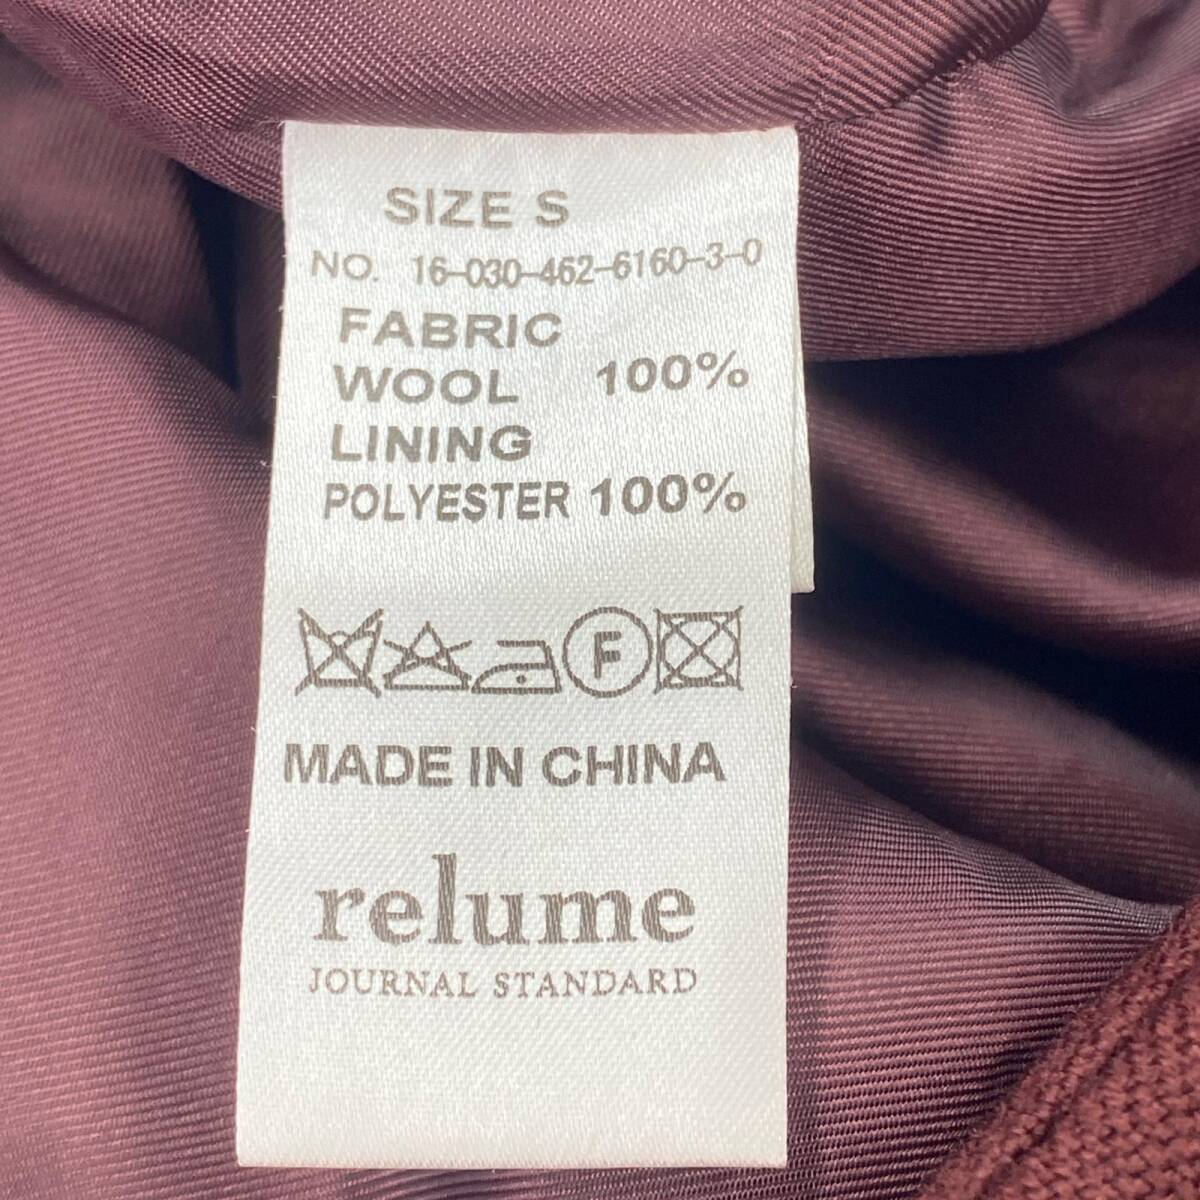 SIZE S
NO. 16-030-462-6160-3-0
FABRIC
WOOL 100%
LINING
POLYESTER 100%
F
MADE IN CHINA
relume
JOURNAL STANDARD